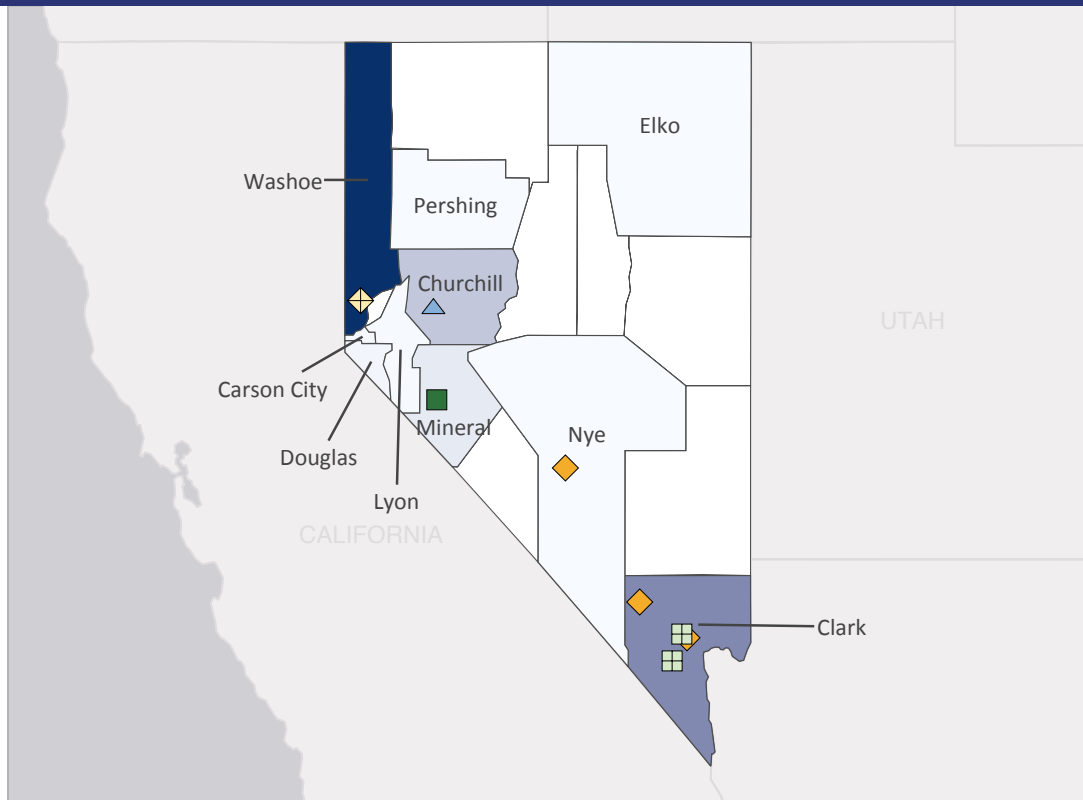 Elko
Washoe
Pershing
Churchill
UTAH
Carson City
Mineral
Nye
Douglas
Lyon
CALIFORNIA
Clark